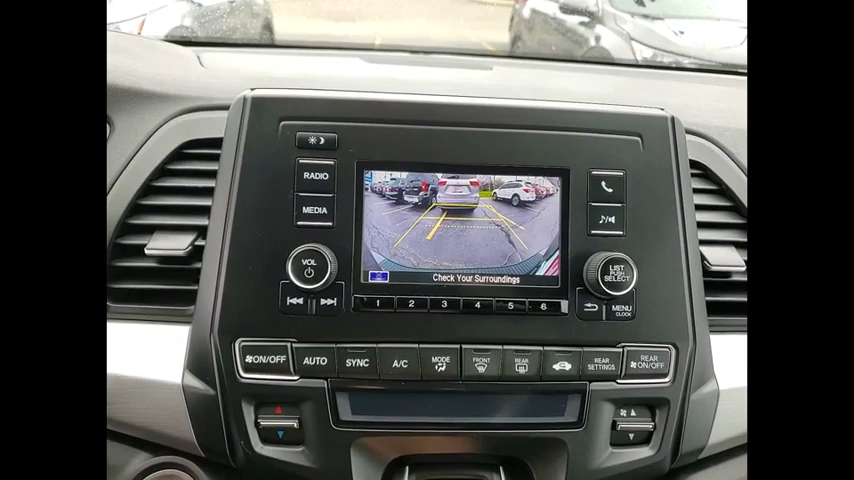 RADIO
MEDIA
VOL
LIST
PUSH
SELECT
MENU
CLOCK
Check Your Surroundings
1 2 3 4 5 6
ON/OFF AUTO SYNC A/C MODE FRONT REAR REAR SETTINGS REAR ON/OFF